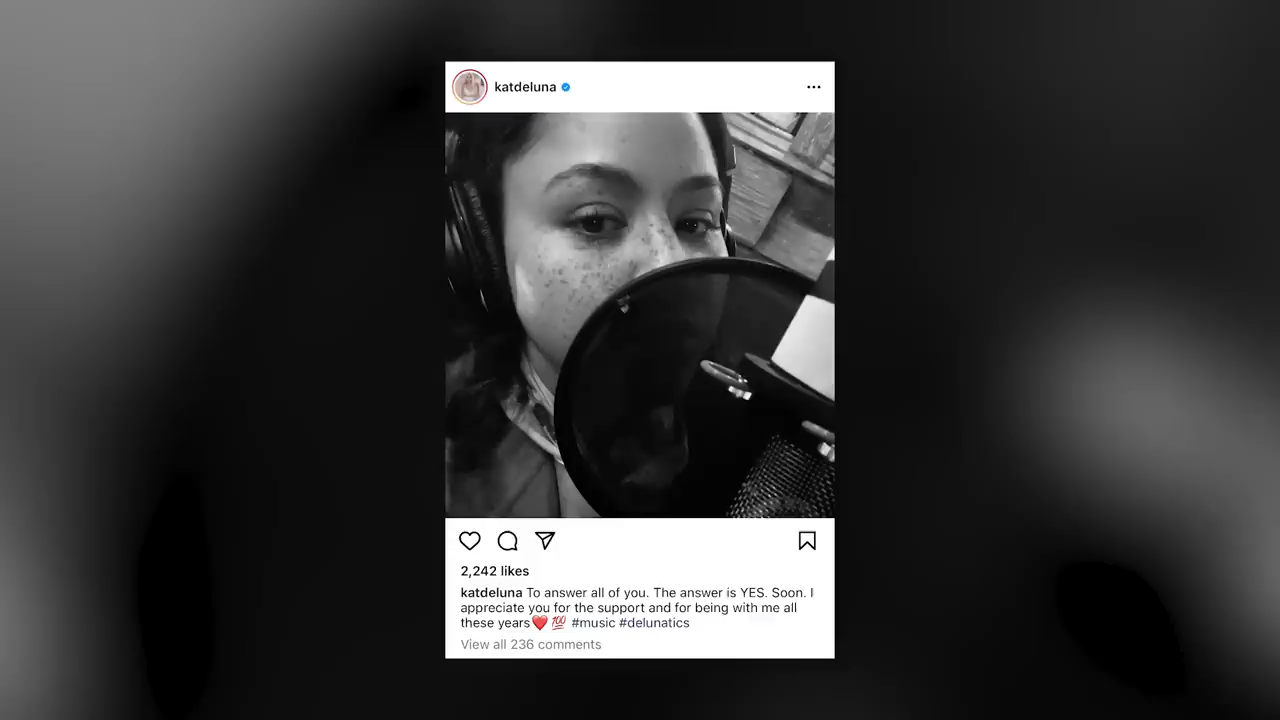 katdeluna
2,242 likes
katdeluna To answer all of you. The answer is YES. Soon. I
appreciate you for the support and for being with me all
these years❤️💯 #music #delunatics
View all 236 comments